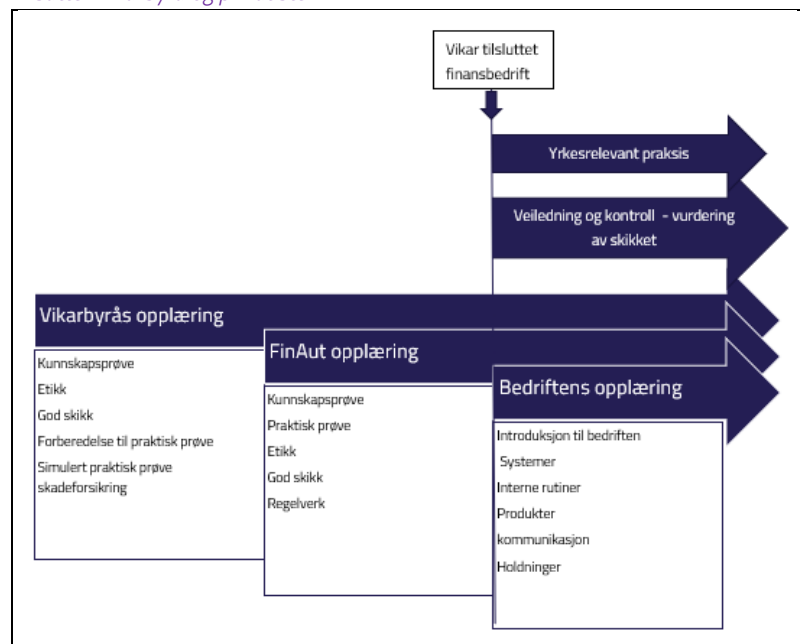 Vikar tilsluttet
finansbedrift
Yrkesrelevant praksis
Veiledning og kontroll - vurdering
av skikket
Vikarbyrås opplæring
Kunnskapsprøve
Etikk
God skikk
Forberedelse til praktisk prøve
Simulert praktisk prøve
skadeforsikring
FinAut opplæring
Kunnskapsprøve
Praktisk prøve
Etikk
God skikk
Regelverk
Bedriftens opplæring
Introduksjon til bedriften
Systemer
Interne rutiner
Produkter
kommunikasjon
Holdninger